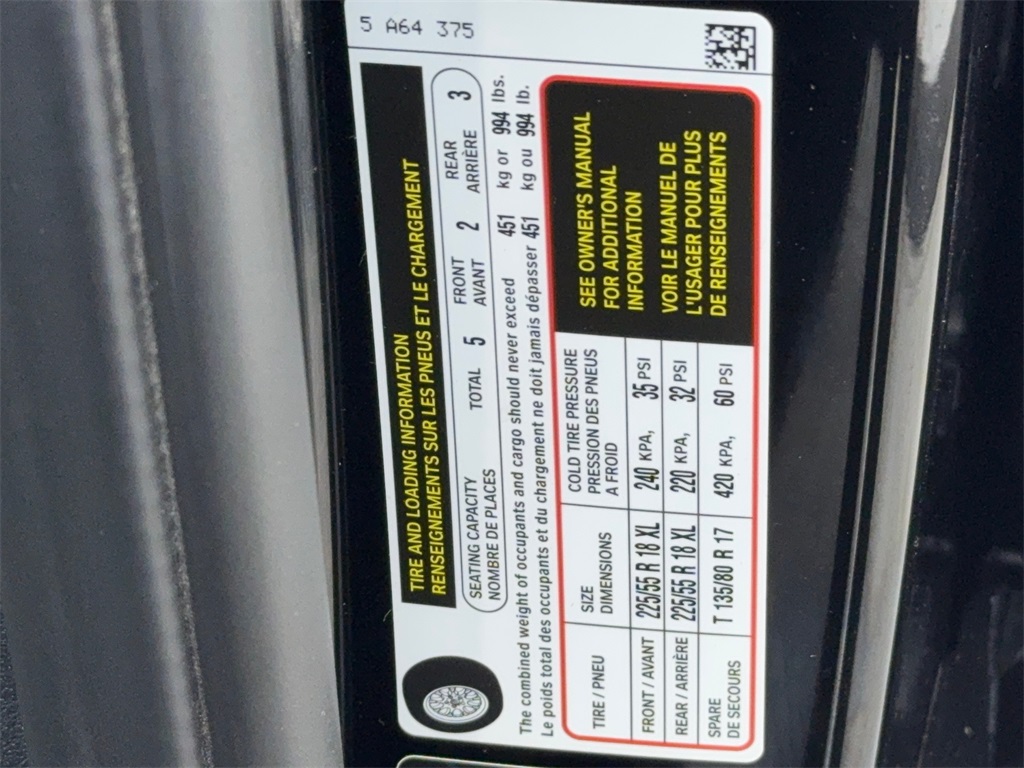 5 A64 375
TIRE AND LOADING INFORMATION
RENSEIGNEMENTS SUR LES PNEUS ET LE CHARGEMENT
SEATING CAPACITY TOTAL 5 FRONT 2 REAR 3
NOMBRE DE PLACES AVANT ARRIÈRE
The combined weight of occupants and cargo should never exceed 451 kg or 994 lbs.
Le poids total des occupants et du chargement ne doit jamais dépasser 451 kg ou 994 lb.
TIRE / PNEU
SIZE
DIMENSIONS
COLD TIRE PRESSURE
PRESSION DES PNEUS
A FROID
FRONT / AVANT 225/55 R 18 XL 240 KPA, 35 PSI
REAR / ARRIÈRE 225/55 R 18 XL 220 KPA, 32 PSI
SPARE
DE SECOURS
T 135/80 R 17 420 KPA, 60 PSI
SEE OWNER'S MANUAL
FOR ADDITIONAL
INFORMATION
VOIR LE MANUEL DE
L'USAGER POUR PLUS
DE RENSEIGNEMENTS